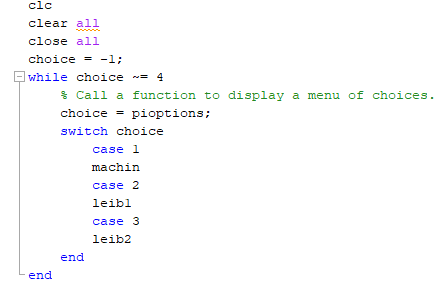 clc
clear all
close all
choice = -1;
while choice ~= 4
% Call a function to display a menu of choices.
choice = pioptions;
switch choice
case 1
machin
case 2
leib1
case 3
leib2
end
end